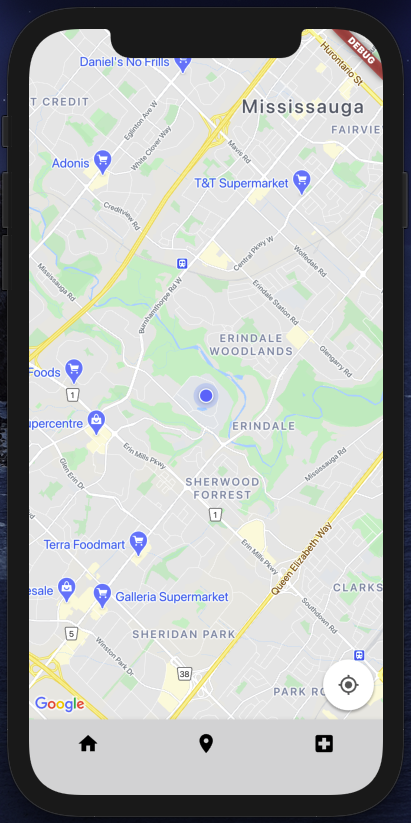 Daniel's No Frills
DEBUG
Hurontario St
T CREDIT
Mississauga
Eglinton Ave W
White Clover Way
Mavis Rd
FAIRVIE
Adonis
T&T Supermarket
Creditview Rd
Central Pkwy W
Wolfedale Rd
Mississauga Rd
Burnhamthorpe Rd W
Erindale Station Rd
ERINDALE
WOODLANDS
Glengarry Rd
Foods
1
upercentre
ERINDALE
Erin Mills Pkwy
Glen Erin Dr
Mississauga Rd
SHERWOOD
FORREST
1
Queen Elizabeth Way
Terra Foodmart
Erin Mills Pkwy
esale
Galleria Supermarket
CLARKS
Southdown Rd
5
SHERIDAN PARK
Winston Park Dr
38
PARK RO
Google